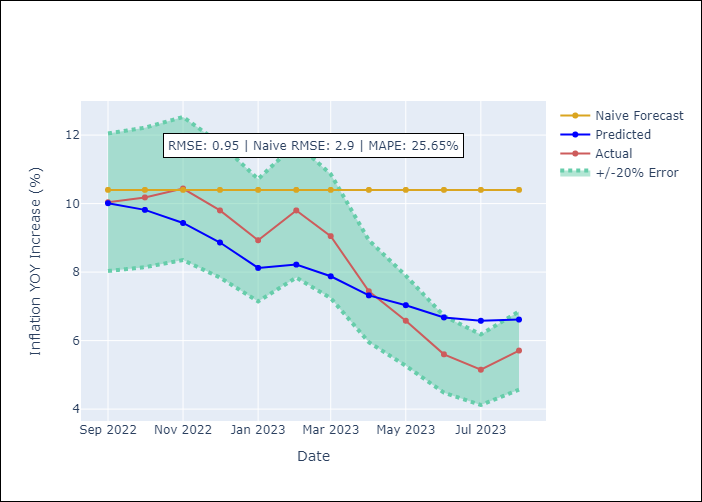 RMSE: 0.95 | Naive RMSE: 2.9 | MAPE: 25.65%
Naive Forecast
Predicted
Actual
+/-20% Error
Inflation YOY Increase (%)
12
10
8
6
4
Sep 2022 Nov 2022 Jan 2023 Mar 2023 May 2023 Jul 2023
Date